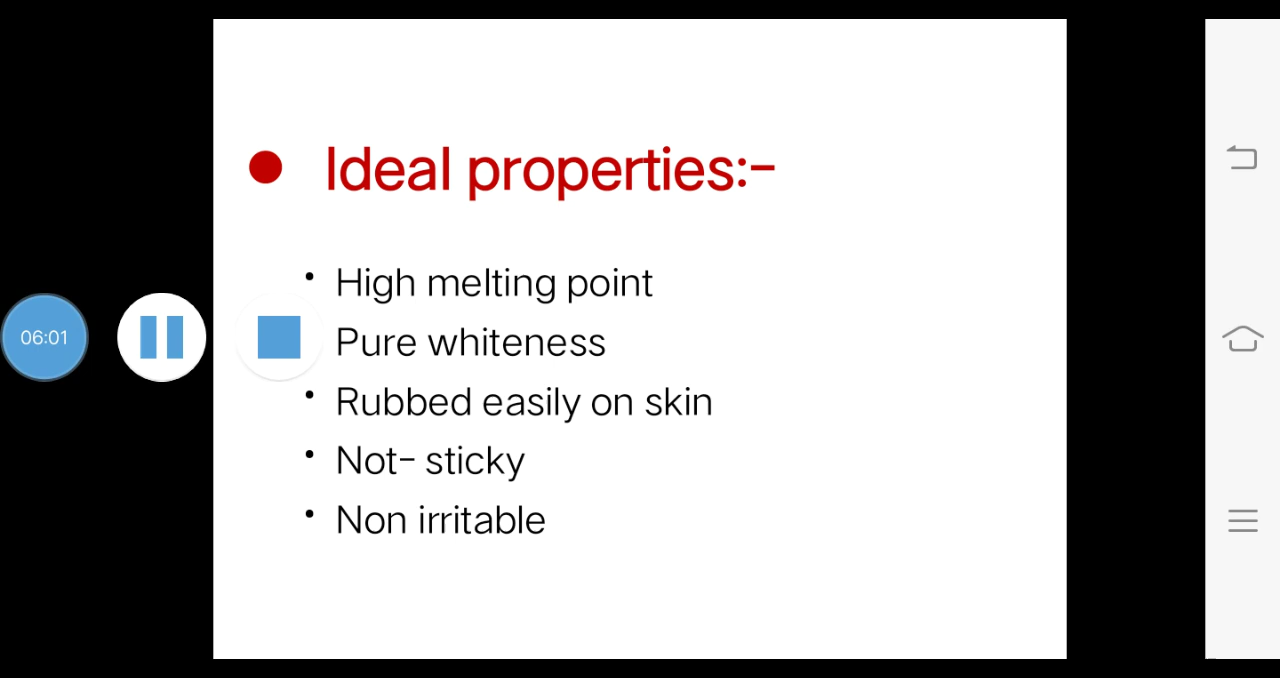 Ideal properties:-
• High melting point
06:01
Pure whiteness
• Rubbed easily on skin
• Not- sticky
• Non irritable